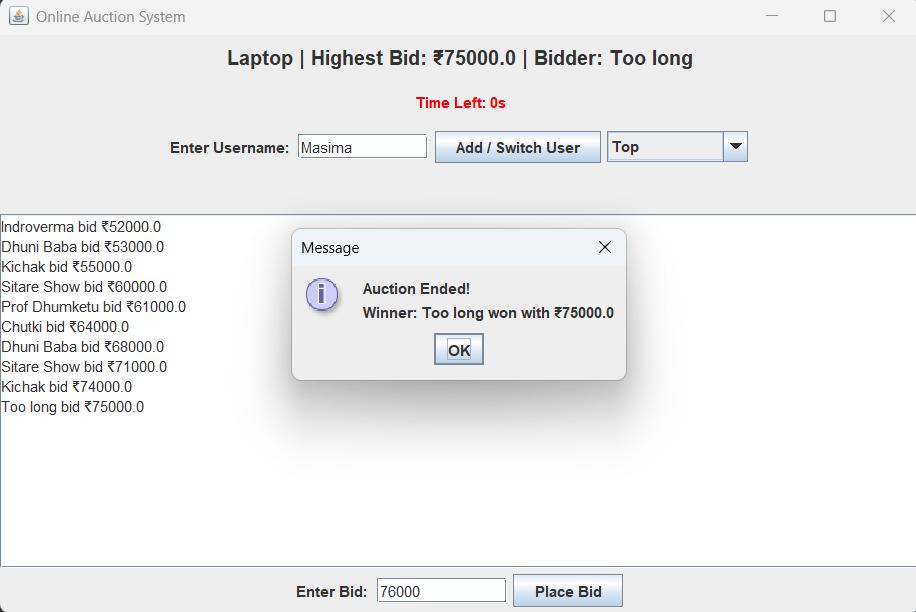 Online Auction System
Laptop | Highest Bid: ₹75000.0 | Bidder: Too long
Time Left: 0s
Enter Username: Masima Add / Switch User Top
Indroverma bid ₹52000.0
Dhuni Baba bid ₹53000.0
Kichak bid ₹55000.0
Sitare Show bid ₹60000.0
Prof Dhumketu bid ₹61000.0
Chutki bid ₹64000.0
Dhuni Baba bid ₹68000.0
Sitare Show bid ₹71000.0
Kichak bid ₹74000.0
Too long bid ₹75000.0
Message
Auction Ended!
Winner: Too long won with ₹75000.0
OK
Enter Bid: 76000 Place Bid